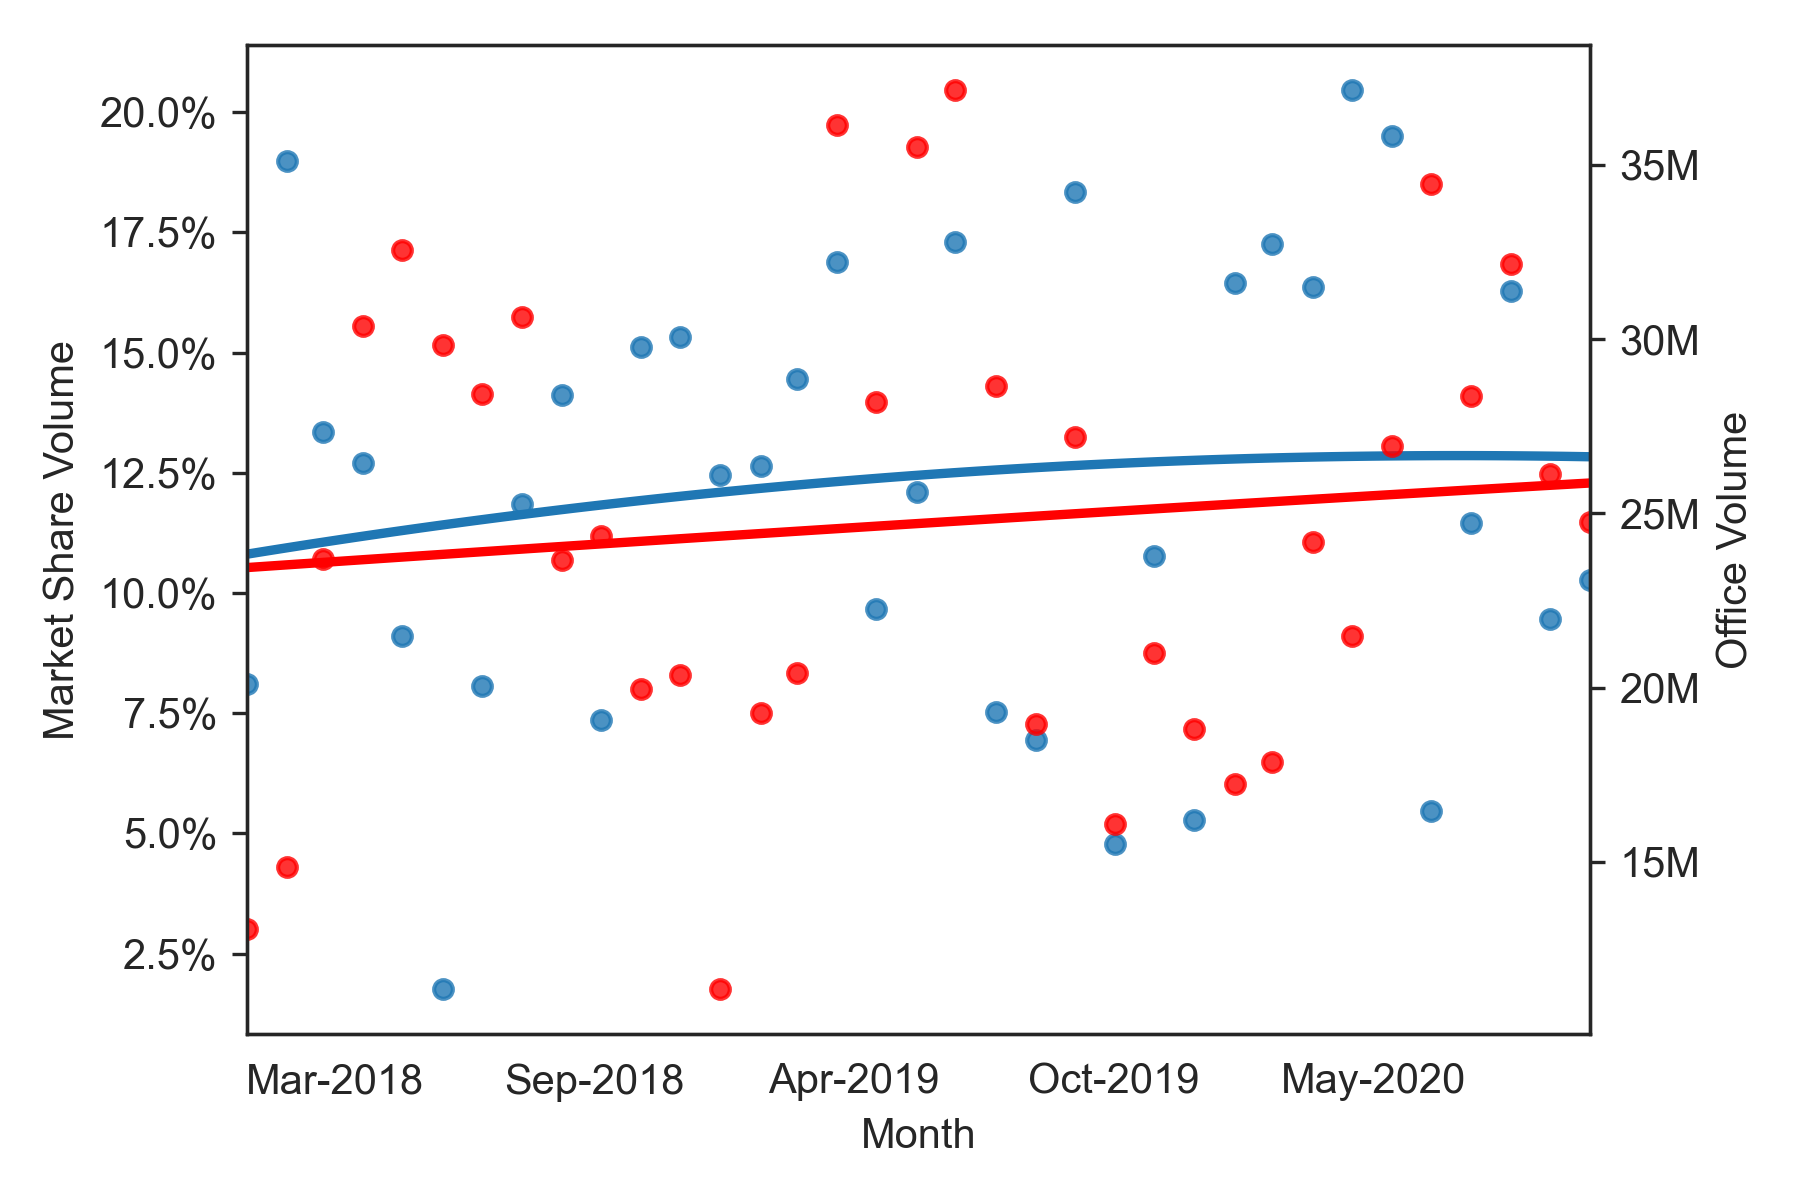 20.0%
17.5%
15.0%
12.5%
10.0%
7.5%
5.0%
2.5%
Market Share Volume
35M
30M
25M
20M
15M
Office Volume
Mar-2018 Sep-2018 Apr-2019 Oct-2019 May-2020
Month